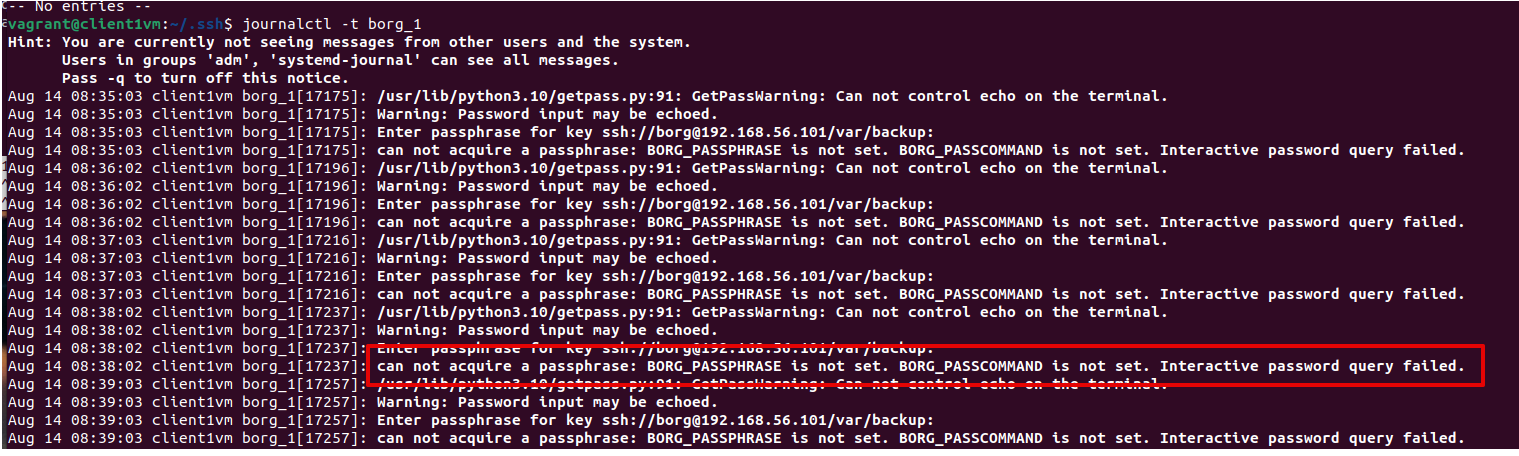 -- No entries --
vagrant@client1vm:~/.ssh$ journalctl -t borg_1
Hint: You are currently not seeing messages from other users and the system.
      Users in groups 'adm', 'systemd-journal' can see all messages.
      Pass -q to turn off this notice.
Aug 14 08:35:03 client1vm borg_1[17175]: /usr/lib/python3.10/getpass.py:91: GetPassWarning: Can not control echo on the terminal.
Aug 14 08:35:03 client1vm borg_1[17175]: Warning: Password input may be echoed.
Aug 14 08:35:03 client1vm borg_1[17175]: Enter passphrase for key ssh://borg@192.168.56.101/var/backup:
Aug 14 08:35:03 client1vm borg_1[17175]: can not acquire a passphrase: BORG_PASSPHRASE is not set. BORG_PASSCOMMAND is not set. Interactive password query failed.
Aug 14 08:36:02 client1vm borg_1[17196]: /usr/lib/python3.10/getpass.py:91: GetPassWarning: Can not control echo on the terminal.
Aug 14 08:36:02 client1vm borg_1[17196]: Warning: Password input may be echoed.
Aug 14 08:36:02 client1vm borg_1[17196]: Enter passphrase for key ssh://borg@192.168.56.101/var/backup:
Aug 14 08:36:02 client1vm borg_1[17196]: can not acquire a passphrase: BORG_PASSPHRASE is not set. BORG_PASSCOMMAND is not set. Interactive password query failed.
Aug 14 08:37:03 client1vm borg_1[17216]: /usr/lib/python3.10/getpass.py:91: GetPassWarning: Can not control echo on the terminal.
Aug 14 08:37:03 client1vm borg_1[17216]: Warning: Password input may be echoed.
Aug 14 08:37:03 client1vm borg_1[17216]: Enter passphrase for key ssh://borg@192.168.56.101/var/backup:
Aug 14 08:37:03 client1vm borg_1[17216]: can not acquire a passphrase: BORG_PASSPHRASE is not set. BORG_PASSCOMMAND is not set. Interactive password query failed.
Aug 14 08:38:02 client1vm borg_1[17237]: /usr/lib/python3.10/getpass.py:91: GetPassWarning: Can not control echo on the terminal.
Aug 14 08:38:02 client1vm borg_1[17237]: Warning: Password input may be echoed.
Aug 14 08:38:02 client1vm borg_1[17237]: Enter passphrase for key ssh://borg@192.168.56.101/var/backup:
Aug 14 08:38:02 client1vm borg_1[17237]: can not acquire a passphrase: BORG_PASSPHRASE is not set. BORG_PASSCOMMAND is not set. Interactive password query failed.
Aug 14 08:39:03 client1vm borg_1[17257]: /usr/lib/python3.10/getpass.py:91: GetPassWarning: Can not control echo on the terminal.
Aug 14 08:39:03 client1vm borg_1[17257]: Warning: Password input may be echoed.
Aug 14 08:39:03 client1vm borg_1[17257]: Enter passphrase for key ssh://borg@192.168.56.101/var/backup:
Aug 14 08:39:03 client1vm borg_1[17257]: can not acquire a passphrase: BORG_PASSPHRASE is not set. BORG_PASSCOMMAND is not set. Interactive password query failed.